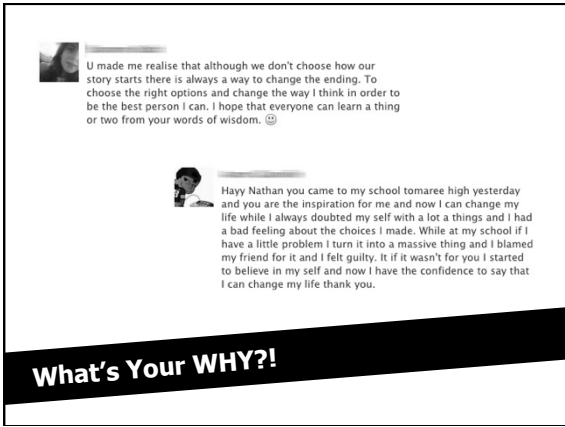 U made me realise that although we don't choose how our
story starts there is always a way to change the ending. To
choose the right options and change the way I think in order to
be the best person I can. I hope that everyone can learn a thing
or two from your words of wisdom. 😃
Hayy Nathan you came to my school tomaree high yesterday
and you are the inspiration for me and now I can change my
life while I always doubted my self with a lot a things and I had
a bad feeling about the choices I made. While at my school if I
have a little problem I turn it into a massive thing and I blamed
my friend for it and I felt guilty. It if it wasn't for you I started
to believe in my self and now I have the confidence to say that
I can change my life thank you.
What's Your WHY?!